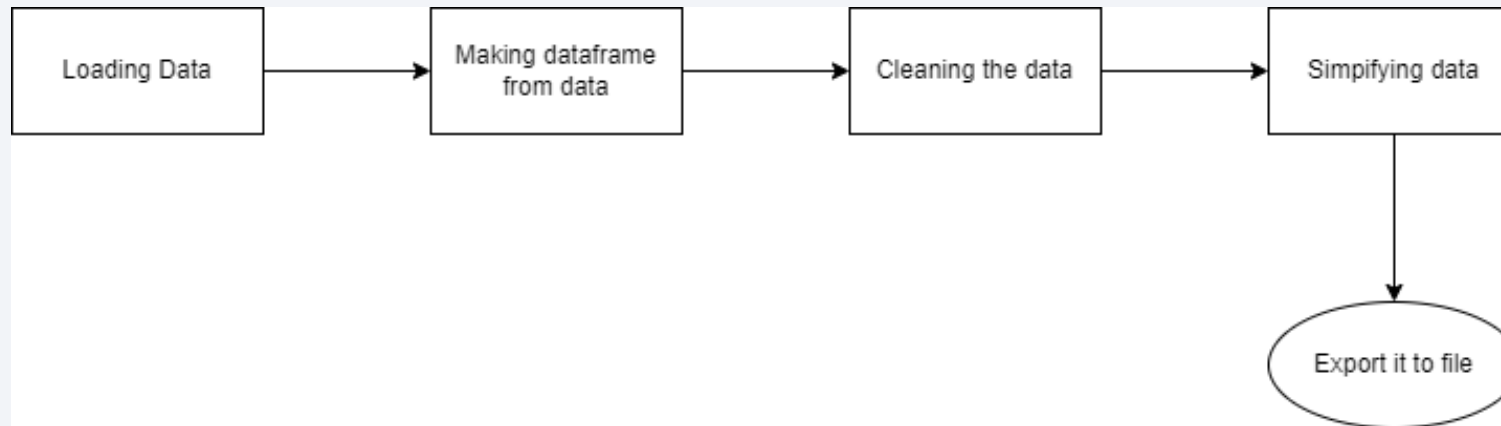 Loading Data
Making dataframe
from data
Cleaning the data
Simpifying data
Export it to file